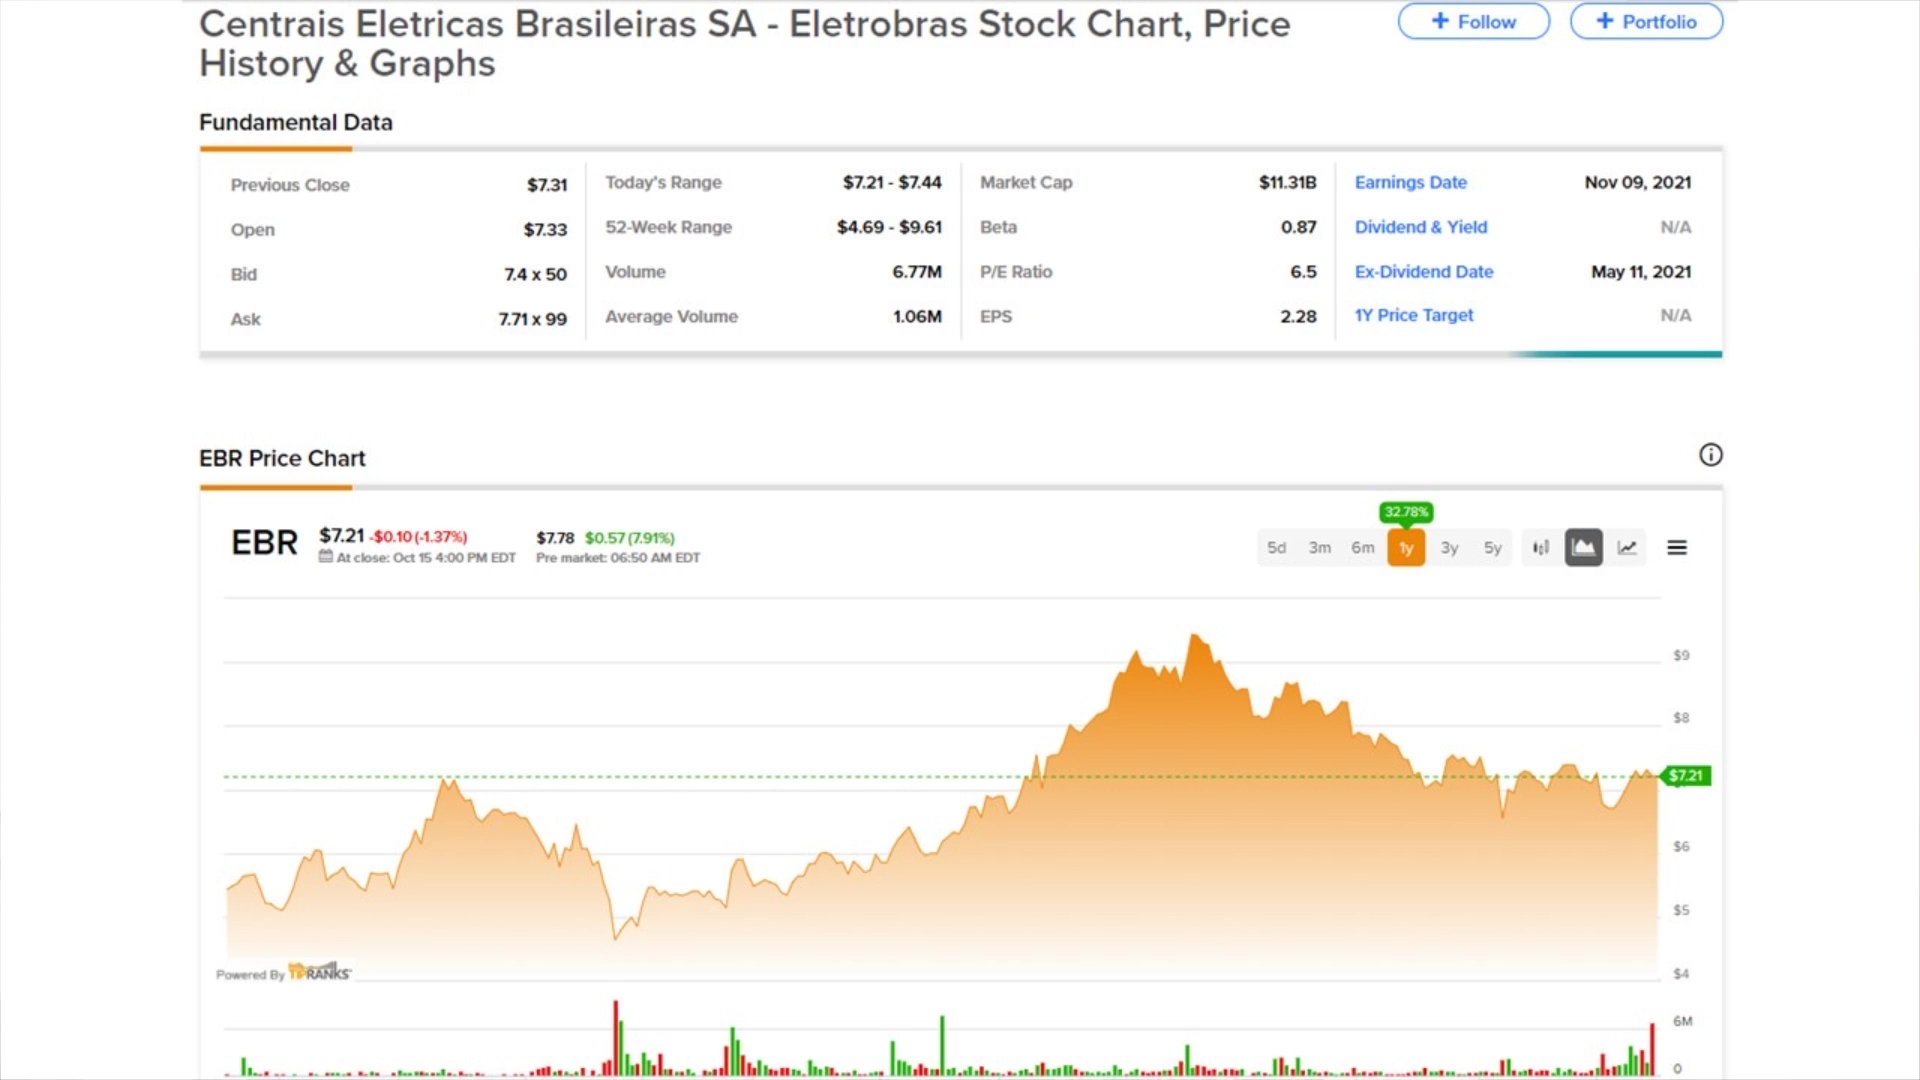 Centrais Eletricas Brasileiras SA - Eletrobras Stock Chart, Price
History & Graphs
+ Follow
+ Portfolio
Fundamental Data
Previous Close $7.31
Open $7.33
Bid 7.4 x 50
Ask 7.71 x 99
Today's Range $7.21 - $7.44
52-Week Range $4.69 - $9.61
Volume 6.77M
Average Volume 1.06M
Market Cap $11.31B
Beta 0.87
P/E Ratio 6.5
EPS 2.28
Earnings Date Nov 09, 2021
Dividend & Yield N/A
Ex-Dividend Date May 11, 2021
1Y Price Target N/A
EBR Price Chart
EBR
$7.21 -$0.10 (-1.37%)
At close: Oct 15 4:00 PM EDT
$7.78 $0.57 (7.91%)
Pre market: 06:50 AM EDT
32.78%
5d 3m 6m 1y 3y 5y
$9
$8
$7.21
$6
$5
$4
Powered By TIPRANKS
6M
0